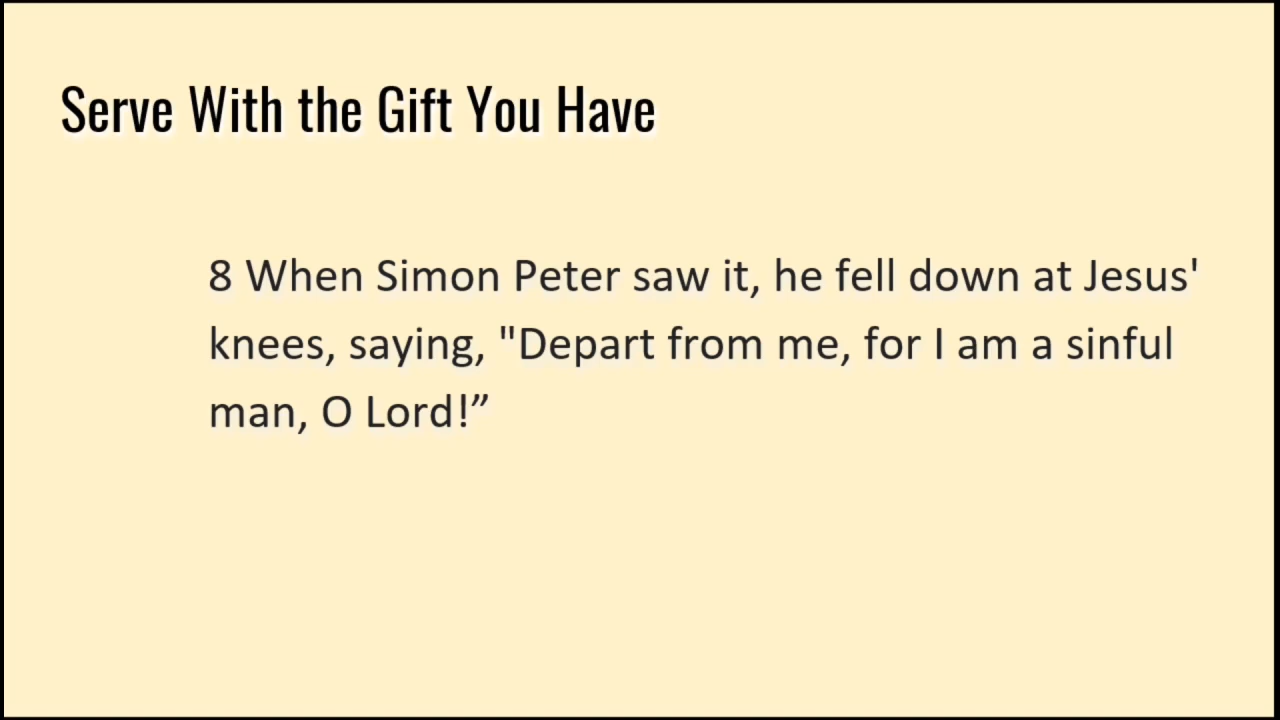 Serve With the Gift You Have
8 When Simon Peter saw it, he fell down at Jesus'
knees, saying, "Depart from me, for I am a sinful
man, O Lord!”